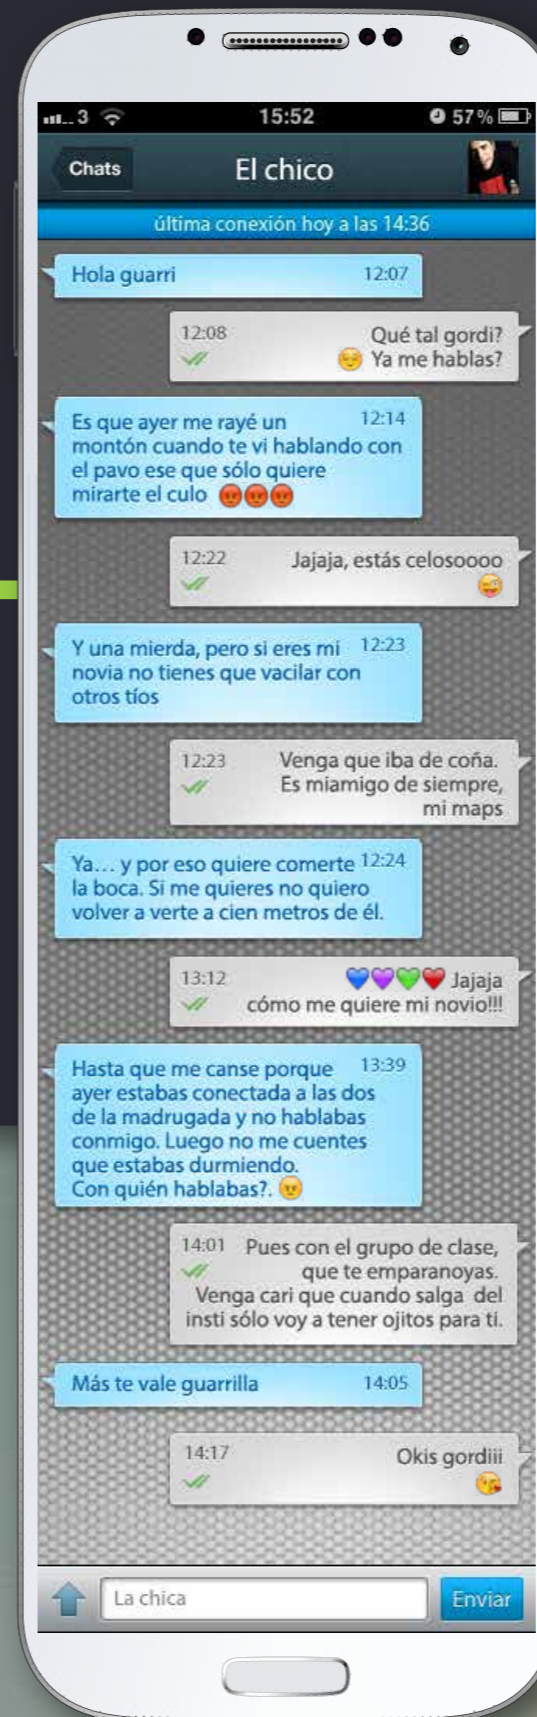 3 15:52 57%
Chats El chico
última conexión hoy a las 14:36
Hola guarri 12:07
12:08 Qué tal gordi?
Ya me hablas?
Es que ayer me rayé un 12:14
montón cuando te vi hablando con
el pavo ese que sólo quiere
mirarte el culo
12:22 Jajaja, estás celosoooo
Y una mierda, pero si eres mi 12:23
novia no tienes que vacilar con
otros tíos
12:23 Venga que iba de coña.
Es miamigo de siempre,
mi maps
Ya... y por eso quiere comerte 12:24
la boca. Si me quieres no quiero
volver a verte a cien metros de él.
13:12 Jajaja
cómo me quiere mi novio!!!
Hasta que me canse porque 13:39
ayer estabas conectada a las dos
de la madrugada y no hablabas
conmigo. Luego no me cuentes
que estabas durmiendo.
Con quién hablabas?.
14:01 Pues con el grupo de clase,
que te emparanoyas.
Venga cari que cuando salga del
insti sólo voy a tener ojitos para ti.
Más te vale guarrilla 14:05
14:17 Okis gordiii
La chica Enviar